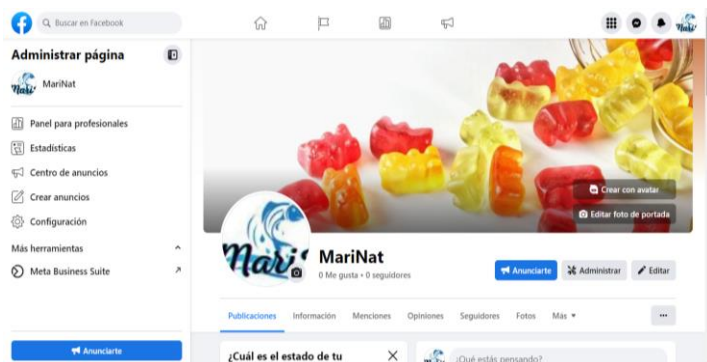 Buscar en Facebook
Administrar página
MariNat
Panel para profesionales
Estadísticas
Centro de anuncios
Crear anuncios
Configuración
Más herramientas
Meta Business Suite
Anunciarte
Crear con avatar
Editar foto de portada
Mari
MariNat
0 Me gusta • 0 seguidores
Anunciarte
Administrar
Editar
Publicaciones Información Menciones Opiniones Seguidores Fotos Más
¿Cuál es el estado de tu
¿Qué estás pensando?